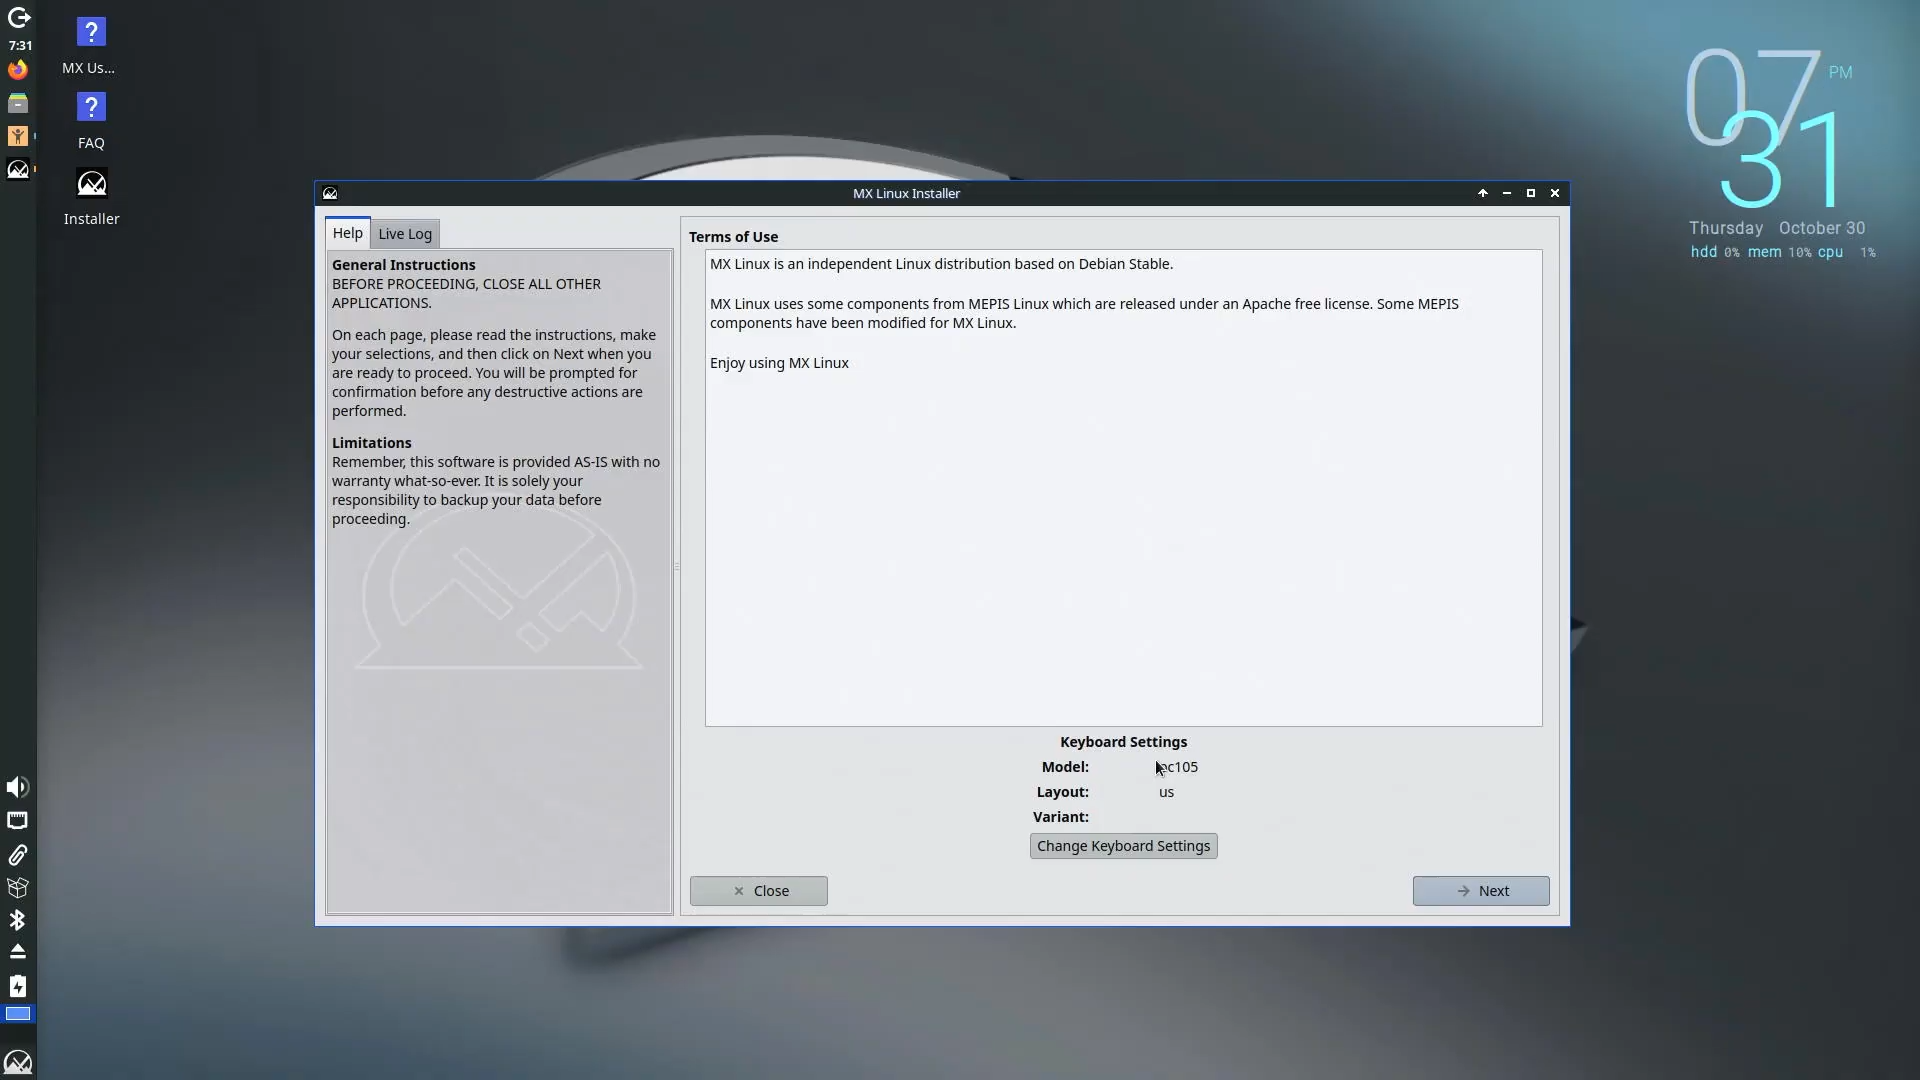 7:31
MX Us...
FAQ
Installer
07 PM
31
Thursday October 30
hdd 0% mem 10% cpu 1%
MX Linux Installer
Help
Live Log
General Instructions
BEFORE PROCEEDING, CLOSE ALL OTHER
APPLICATIONS.
On each page, please read the instructions, make
your selections, and then click on Next when you
are ready to proceed. You will be prompted for
confirmation before any destructive actions are
performed.
Limitations
Remember, this software is provided AS-IS with no
warranty what-so-ever. It is solely your
responsibility to backup your data before
proceeding.
Terms of Use
MX Linux is an independent Linux distribution based on Debian Stable.
MX Linux uses some components from MEPIS Linux which are released under an Apache free license. Some MEPIS
components have been modified for MX Linux.
Enjoy using MX Linux
Keyboard Settings
Model: pc105
Layout: us
Variant:
Change Keyboard Settings
Close
Next